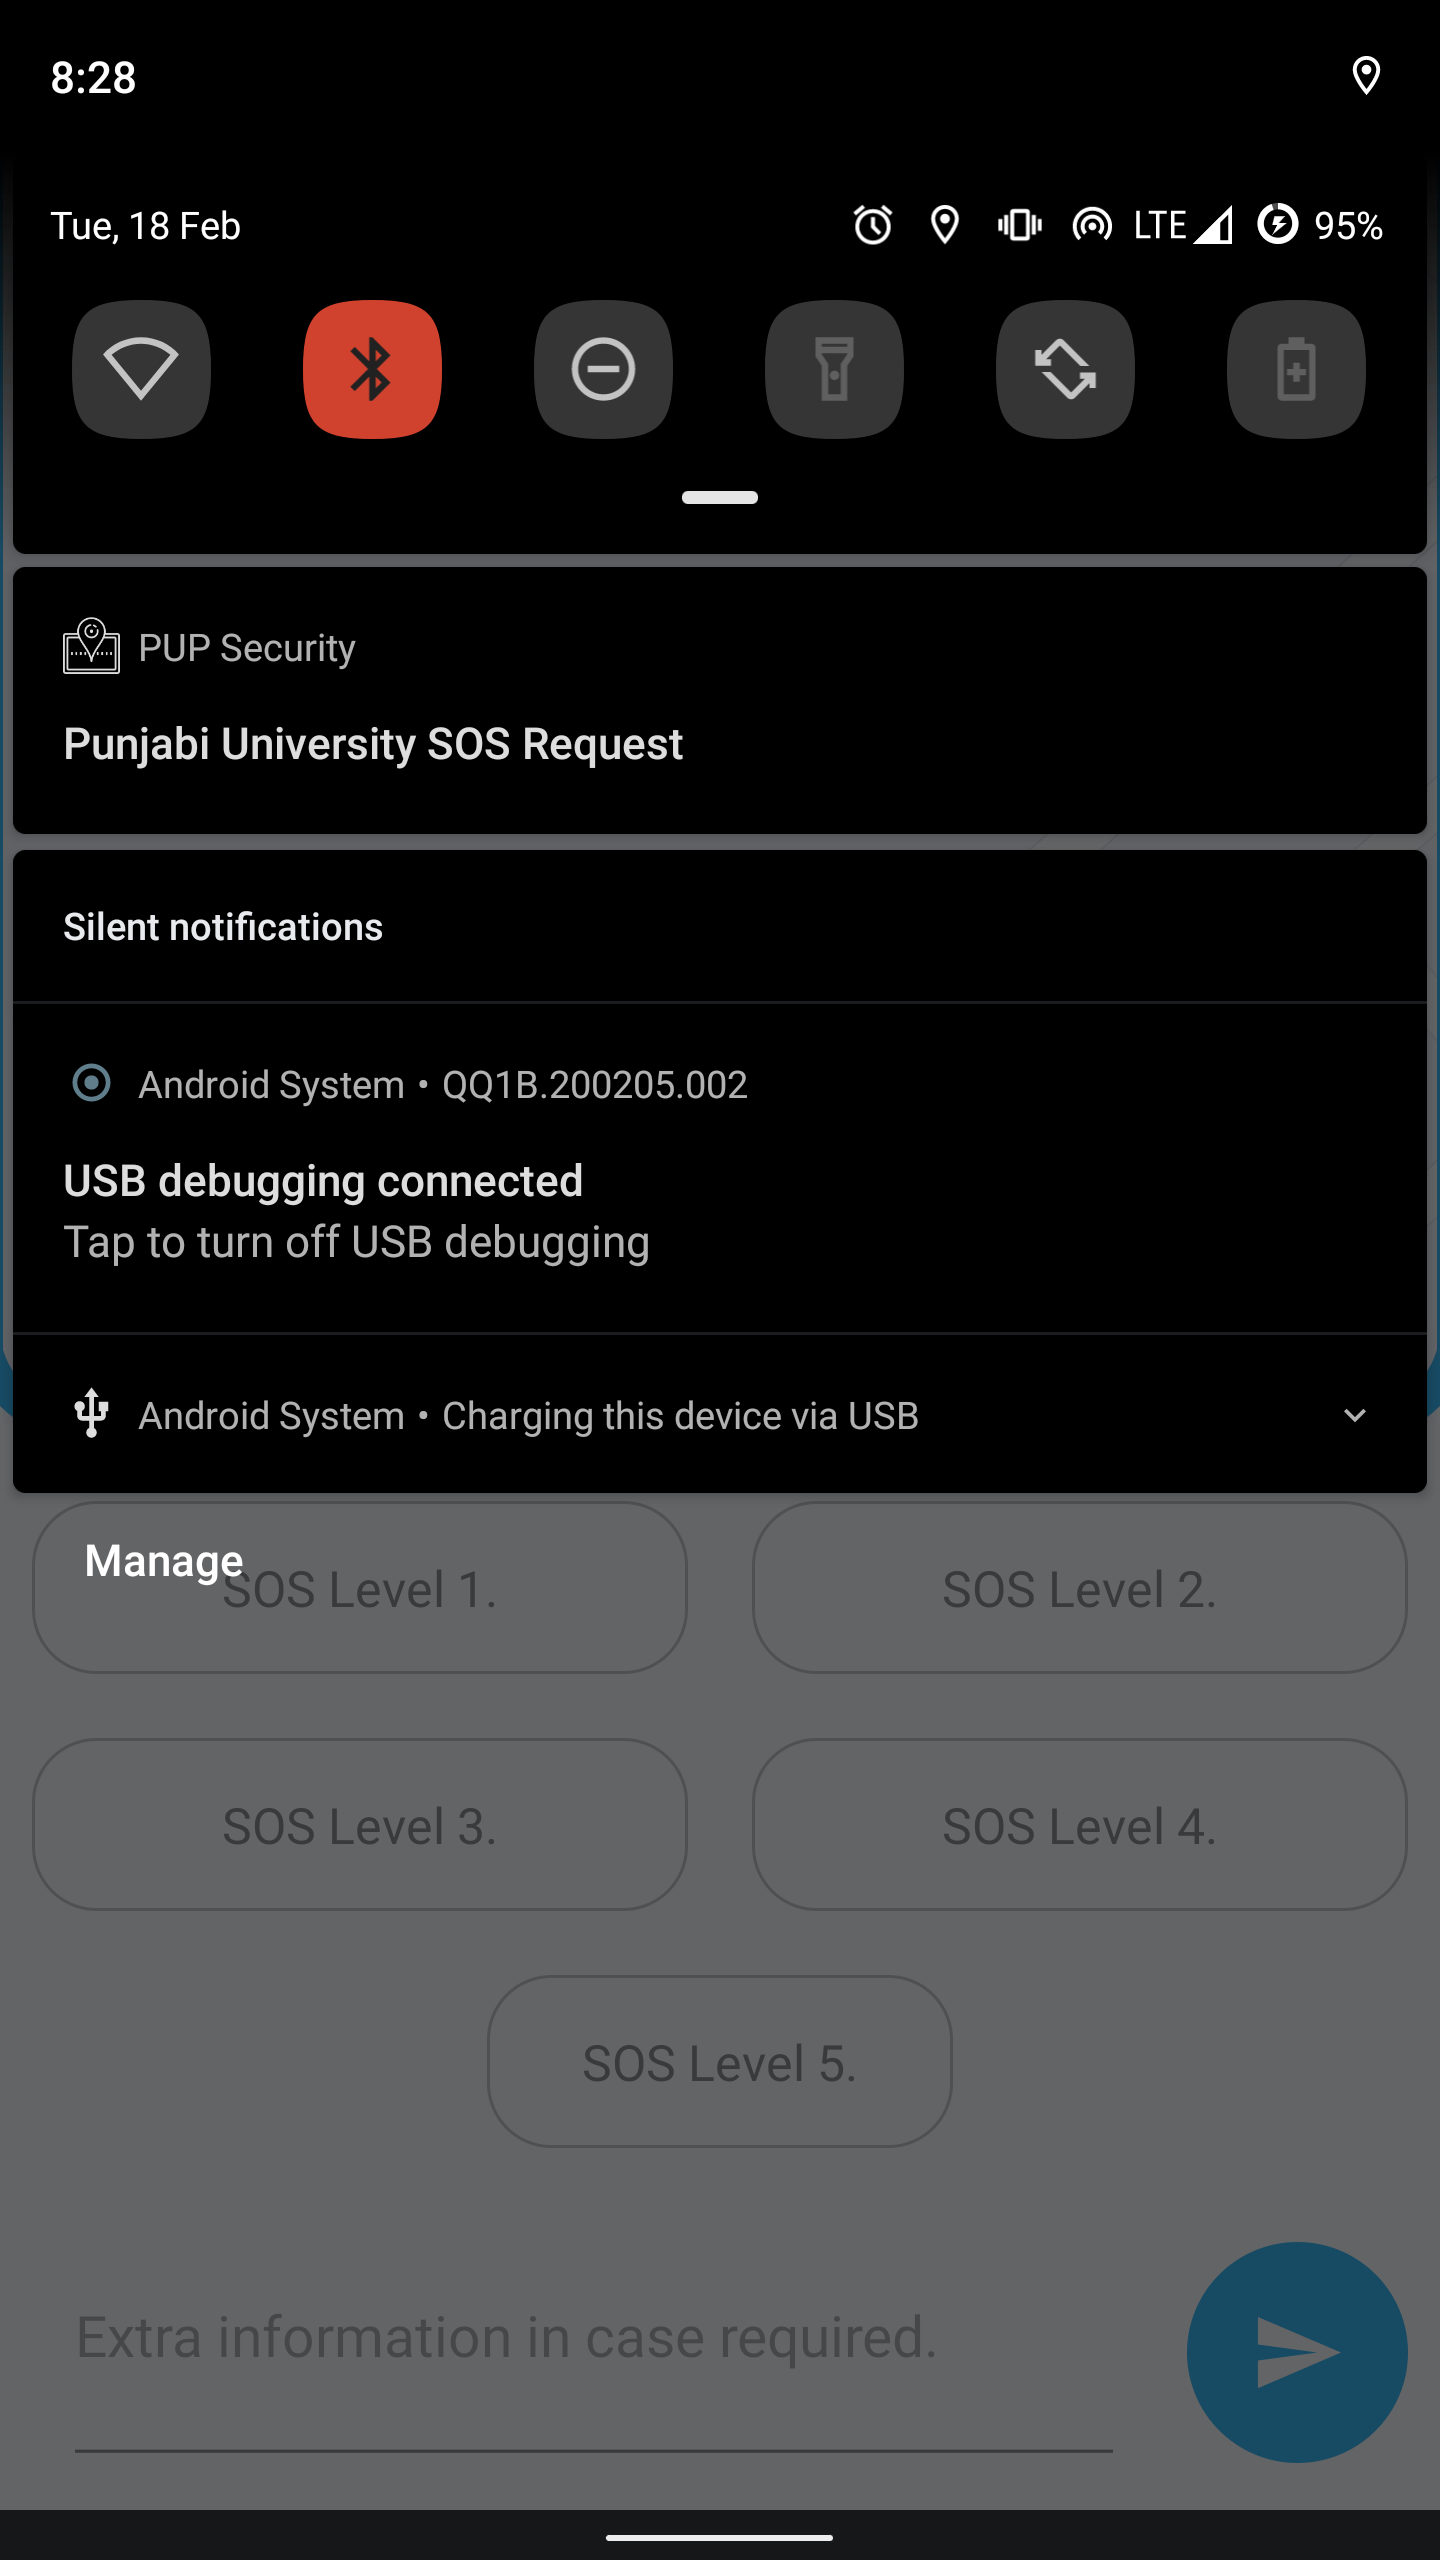 8:28
Tue, 18 Feb
LTE 95%
PUP Security
Punjabi University SOS Request
Silent notifications
Android System • QQ1B.200205.002
USB debugging connected
Tap to turn off USB debugging
Android System • Charging this device via USB
Manage
SOS Level 1. SOS Level 2.
SOS Level 3. SOS Level 4.
SOS Level 5.
Extra information in case required.